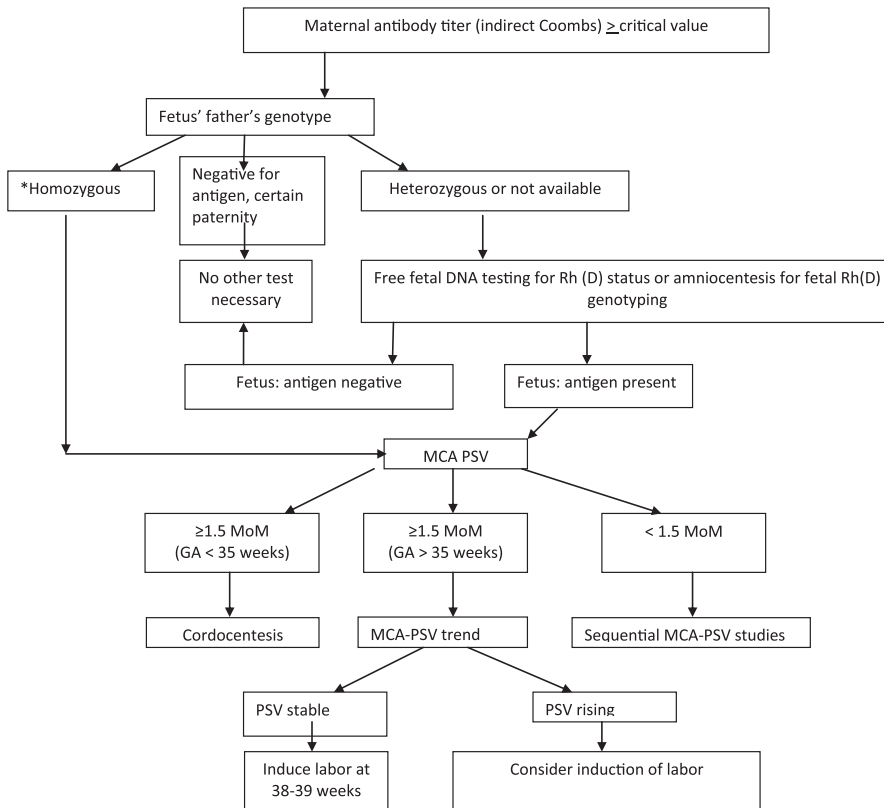 Maternal antibody titer (indirect Coombs) ≥ critical value
Fetus’ father’s genotype
*Homozygous
Negative for
antigen, certain
paternity
Heterozygous or not available
No other test
necessary
Free fetal DNA testing for Rh (D) status or amniocentesis for fetal Rh(D)
genotyping
Fetus: antigen negative
Fetus: antigen present
MCA PSV
≥1.5 MoM
(GA < 35 weeks)
≥1.5 MoM
(GA > 35 weeks)
< 1.5 MoM
Cordocentesis
MCA-PSV trend
Sequential MCA-PSV studies
PSV stable
PSV rising
Induce labor at
38-39 weeks
Consider induction of labor